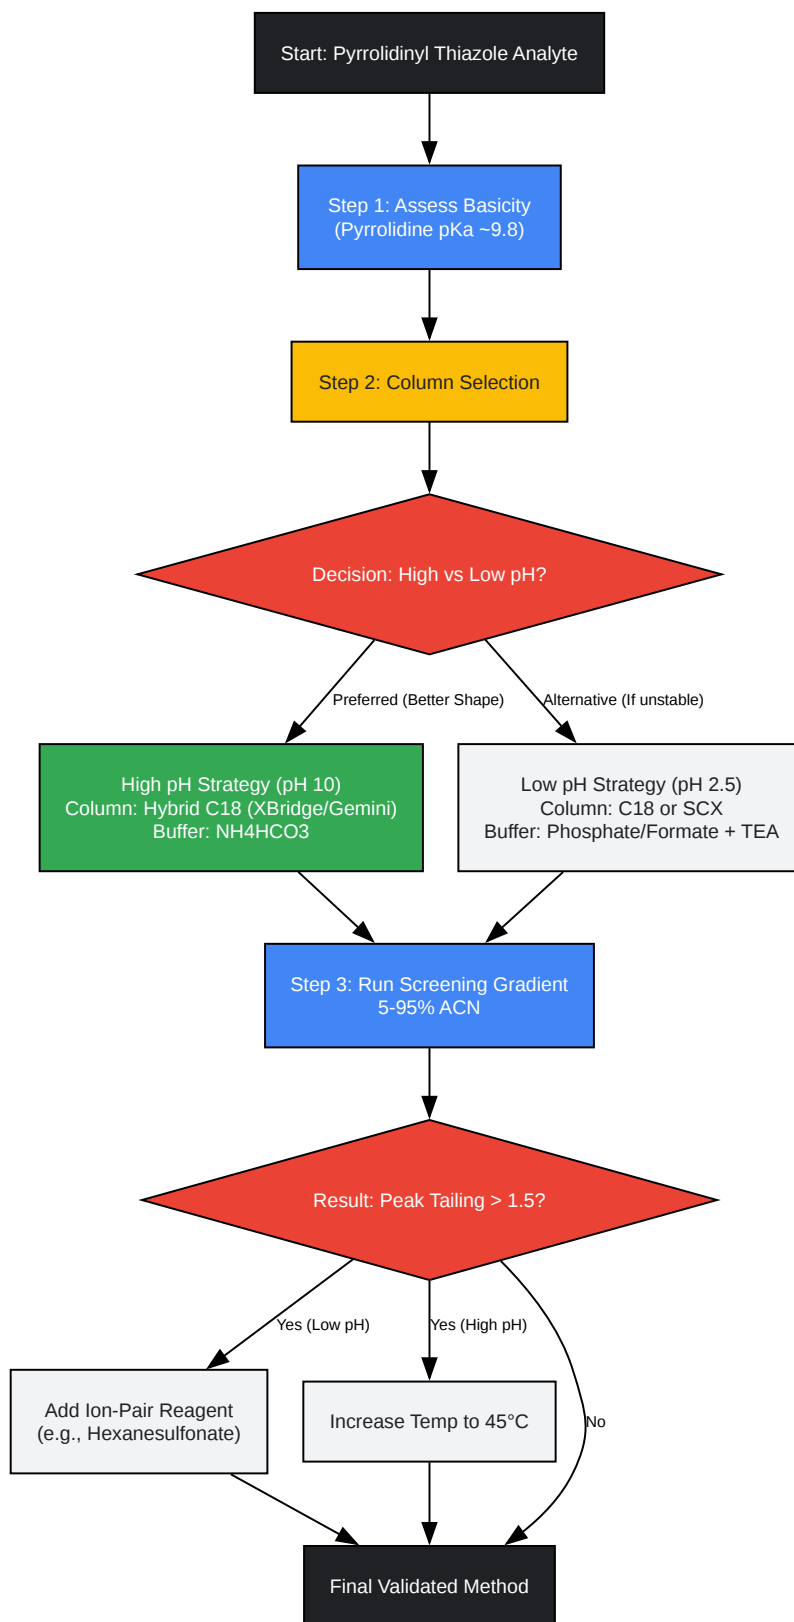 Start: Pyrrolidinyl Thiazole Analyte
Step 1: Assess Basicity
(Pyrrolidine pKa ~9.8)
Step 2: Column Selection
Decision: High vs Low pH?
Preferred (Better Shape)
Alternative (If unstable)
High pH Strategy (pH 10)
Column: Hybrid C18 (XBridge/Gemini)
Buffer: NH4HCO3
Low pH Strategy (pH 2.5)
Column: C18 or SCX
Buffer: Phosphate/Formate + TEA
Step 3: Run Screening Gradient
5-95% ACN
Result: Peak Tailing > 1.5?
Yes (Low pH)
Yes (High pH)
No
Add Ion-Pair Reagent
(e.g., Hexanesulfonate)
Increase Temp to 45°C
Final Validated Method